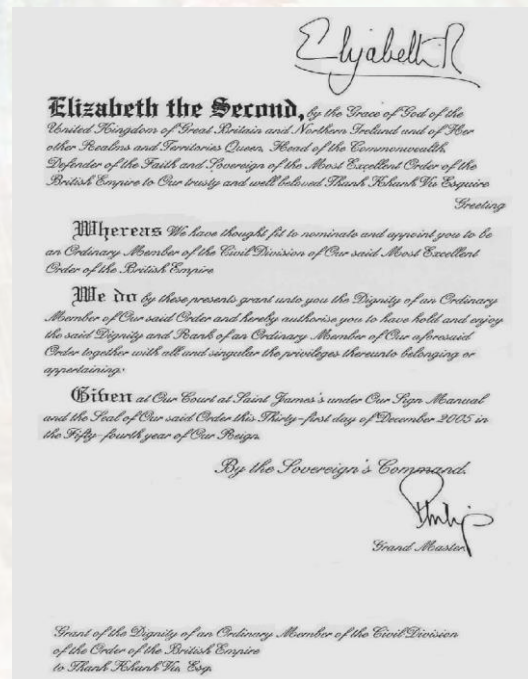 Elizabeth R
Elizabeth the Second, by the Grace of God of the
United Kingdom of Great Britain and Northern Ireland and of Her
other Realms and Territories Queen, Head of the Commonwealth,
Defender of the Faith and Sovereign of the Most Excellent Order of the
British Empire to Our trusty and well beloved Thanh Khanh Vu Esquire
Greeting
Whereas We have thought fit to nominate and appoint you to be
an Ordinary Member of the Civil Division of Our said Most Excellent
Order of the British Empire
We do by these presents grant unto you the Dignity of an Ordinary
Member of Our said Order and hereby authorise you to have hold and enjoy
the said Dignity and Rank of an Ordinary Member of Our aforesaid
Order together with all and singular the privileges thereunto belonging or
appertaining.
Given at Our Court at Saint James's under Our Sign Manual
and the Seal of Our said Order this Thirty-first day of December 2005 in
the Fifty-fourth year of Our Reign.
By the Sovereign's Command.
Philip
Grand Master.
Grant of the Dignity of an Ordinary Member of the Civil Division
of the Order of the British Empire
to Thanh Khanh Vu, Esq.